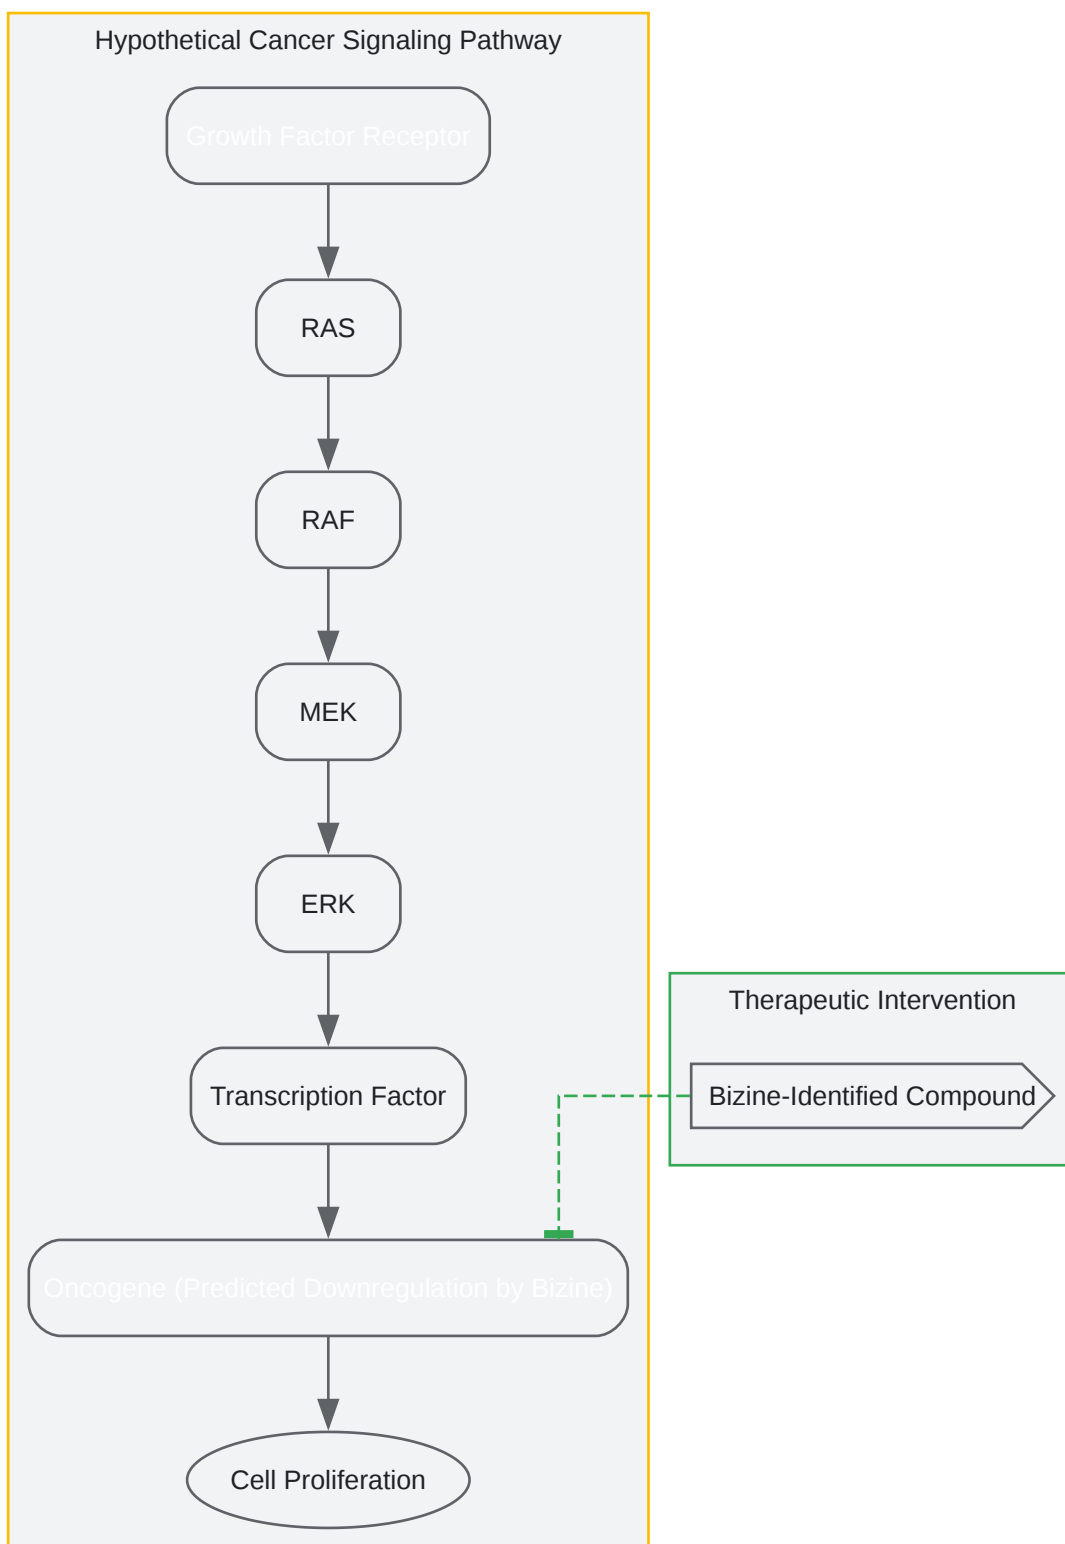 Hypothetical Cancer Signaling Pathway
Growth Factor Receptor
RAS
RAF
MEK
ERK
Therapeutic Intervention
Transcription Factor
Bizine-Identified Compound
Oncogene (Predicted Downregulation by Bizine)
Cell Proliferation